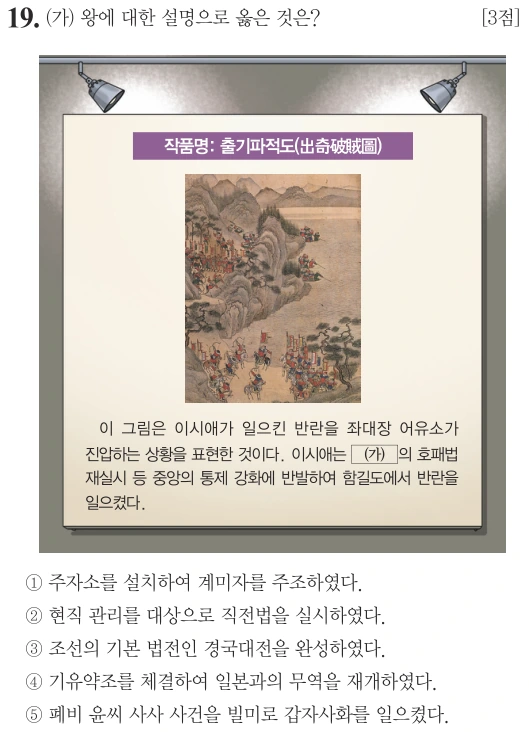 19. (가) 왕에 대한 설명으로 옳은 것은? [3점]
작품명: 출기파적도(出奇破賊圖)
이 그림은 이시애가 일으킨 반란을 좌대장 어유소가
진압하는 상황을 표현한 것이다. 이시애는 (가) 의 호패법
재실시 등 중앙의 통제 강화에 반발하여 함길도에서 반란을
일으켰다.
① 주자소를 설치하여 계미자를 주조하였다.
② 현직 관리를 대상으로 직전법을 실시하였다.
③ 조선의 기본 법전인 경국대전을 완성하였다.
④ 기유약조를 체결하여 일본과의 무역을 재개하였다.
⑤ 폐비 윤씨 사사 사건을 빌미로 갑자사화를 일으켰다.